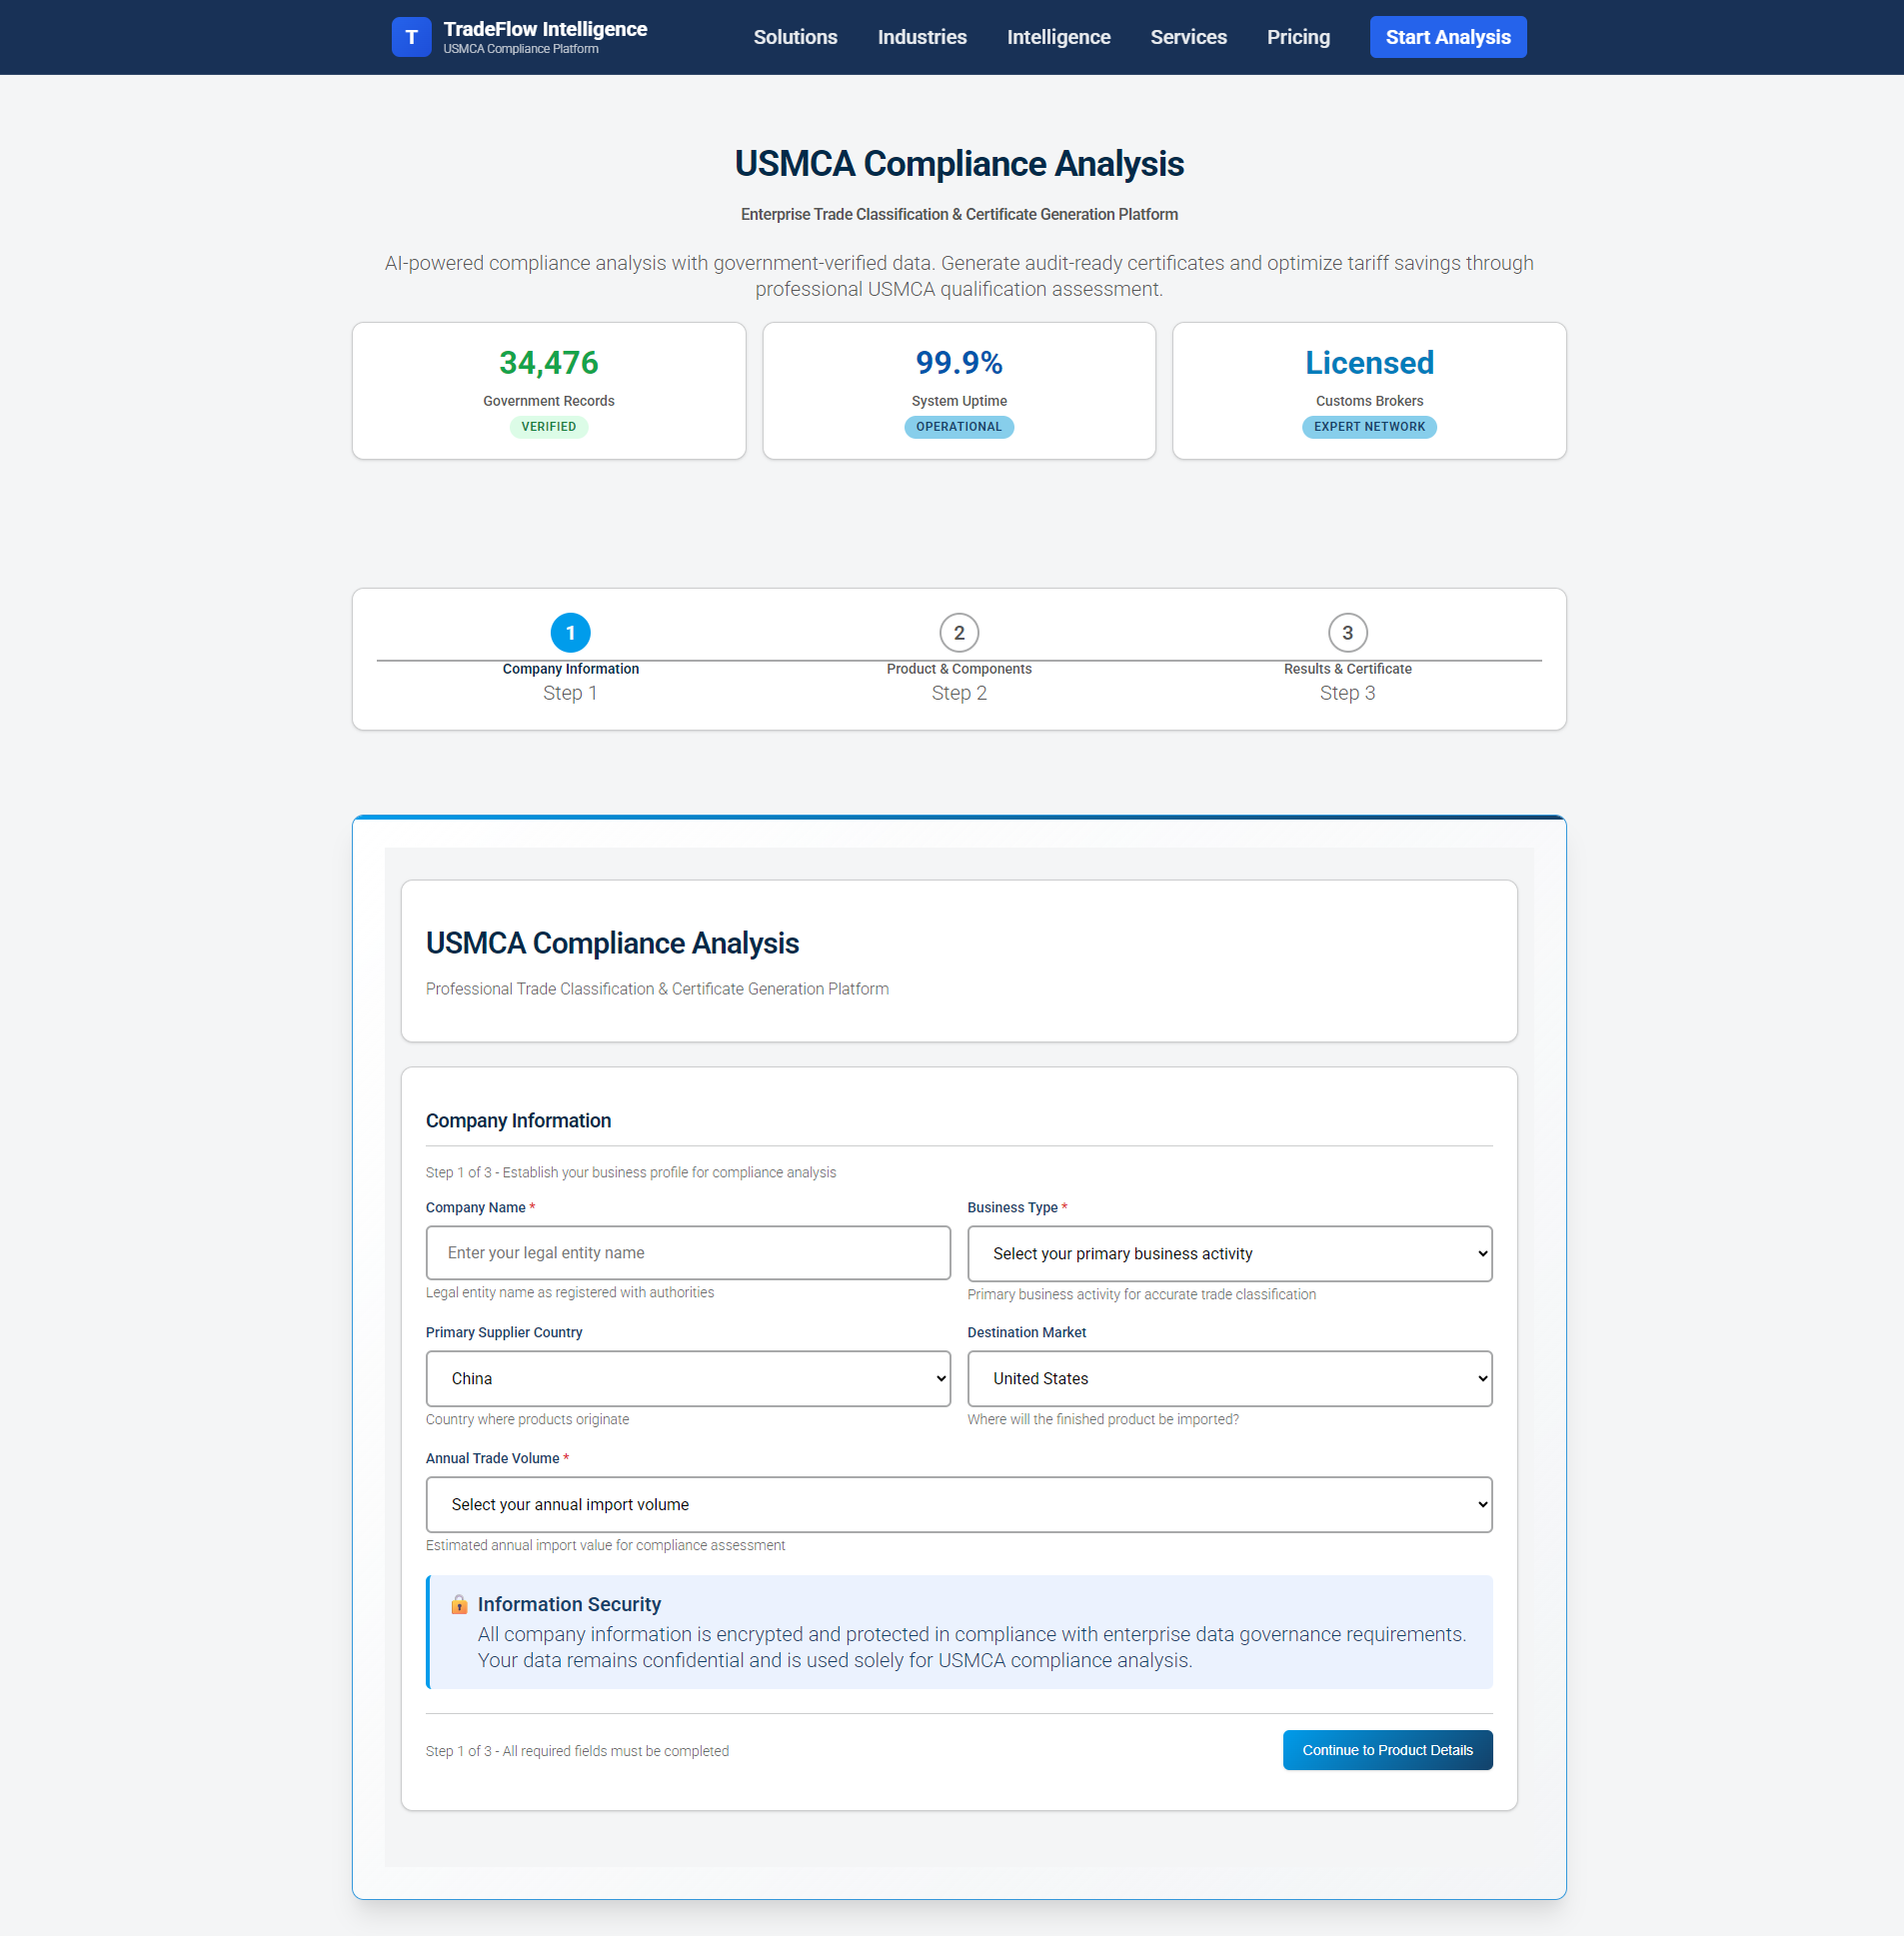 T
TradeFlow Intelligence
USMCA Compliance Platform
Solutions
Industries
Intelligence
Services
Pricing
Start Analysis
USMCA Compliance Analysis
Enterprise Trade Classification & Certificate Generation Platform
AI-powered compliance analysis with government-verified data. Generate audit-ready certificates and optimize tariff savings through
professional USMCA qualification assessment.
34,476
Government Records
VERIFIED
99.9%
System Uptime
OPERATIONAL
Licensed
Customs Brokers
EXPERT NETWORK
1
Company Information
Step 1
2
Product & Components
Step 2
3
Results & Certificate
Step 3
USMCA Compliance Analysis
Professional Trade Classification & Certificate Generation Platform
Company Information
Step 1 of 3 - Establish your business profile for compliance analysis
Company Name *
Enter your legal entity name
Legal entity name as registered with authorities
Business Type *
Select your primary business activity
Primary business activity for accurate trade classification
Primary Supplier Country
China
Country where products originate
Destination Market
United States
Where will the finished product be imported?
Annual Trade Volume *
Select your annual import volume
Estimated annual import value for compliance assessment
Information Security
All company information is encrypted and protected in compliance with enterprise data governance requirements.
Your data remains confidential and is used solely for USMCA compliance analysis.
Step 1 of 3 - All required fields must be completed
Continue to Product Details